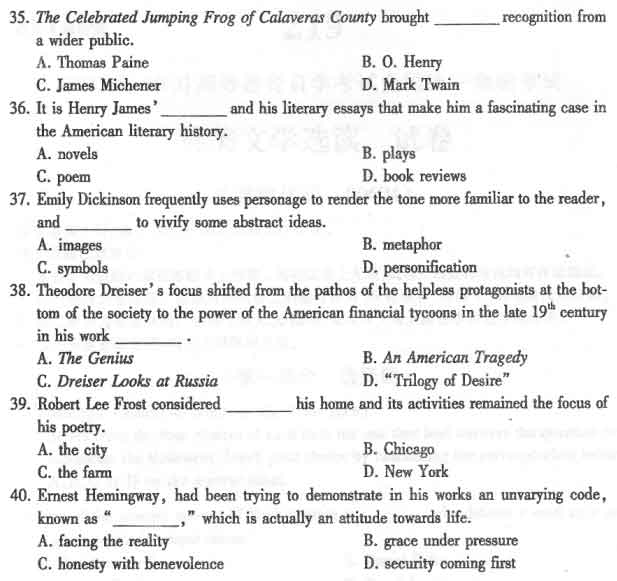 35. The Celebrated Jumping Frog of Calaveras County brought ________ recognition from
a wider public.
A. Thomas Paine B. O. Henry
C. James Michener D. Mark Twain
36. It is Henry James' ________ and his literary essays that make him a fascinating case in
the American literary history.
A. novels B. plays
C. poem D. book reviews
37. Emily Dickinson frequently uses personage to render the tone more familiar to the reader,
and ________ to vivify some abstract ideas.
A. images B. metaphor
C. symbols D. personification
38. Theodore Dreiser's focus shifted from the pathos of the helpless protagonists at the bot-
tom of the society to the power of the American financial tycoons in the late 19th century
in his work ________ .
A. The Genius B. An American Tragedy
C. Dreiser Looks at Russia D. "Trilogy of Desire"
39. Robert Lee Frost considered ________ his home and its activities remained the focus of
his poetry.
A. the city B. Chicago
C. the farm D. New York
40. Ernest Hemingway, had been trying to demonstrate in his works an unvarying code,
known as "________," which is actually an attitude towards life.
A. facing the reality B. grace under pressure
C. honesty with benevolence D. security coming first